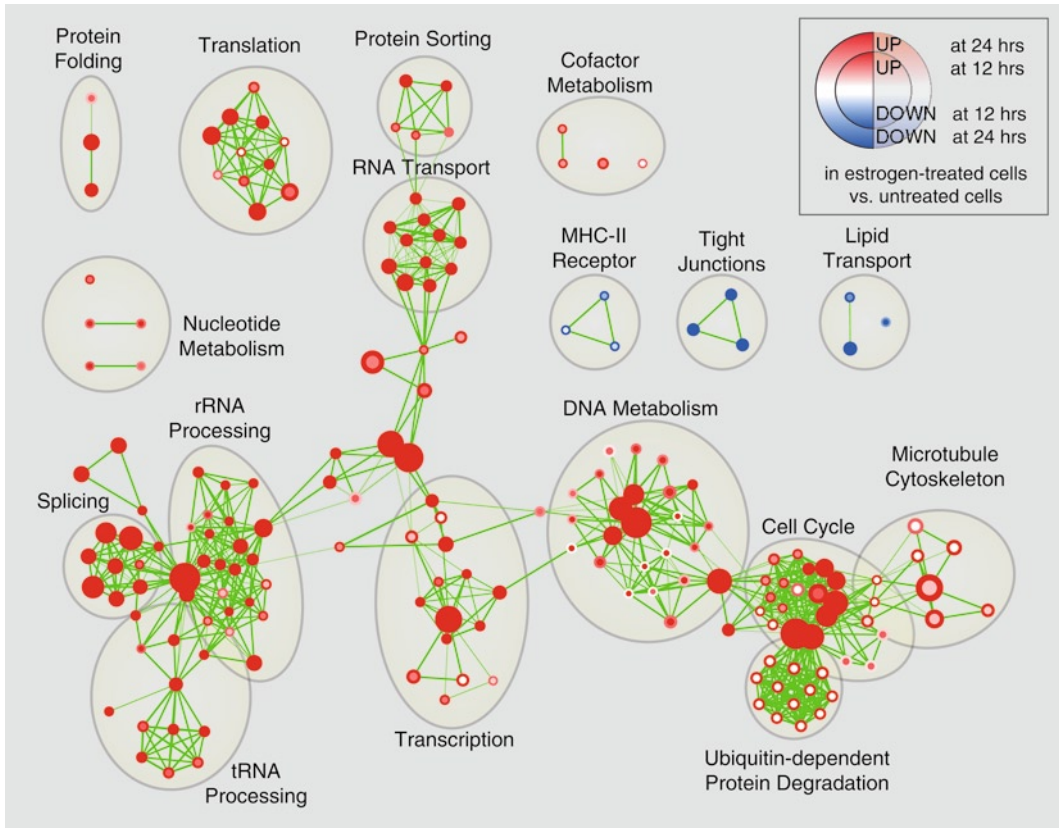 Protein
Folding
Translation
Protein Sorting
Cofactor
Metabolism
UP at 24 hrs
UP at 12 hrs
DOWN at 12 hrs
DOWN at 24 hrs
in estrogen-treated cells
vs. untreated cells
RNA Transport
MHC-II
Receptor
Tight
Junctions
Lipid
Transport
Nucleotide
Metabolism
rRNA
Processing
DNA Metabolism
Microtubule
Cytoskeleton
Splicing
Cell Cycle
Transcription
Ubiquitin-dependent
Protein Degradation
tRNA
Processing